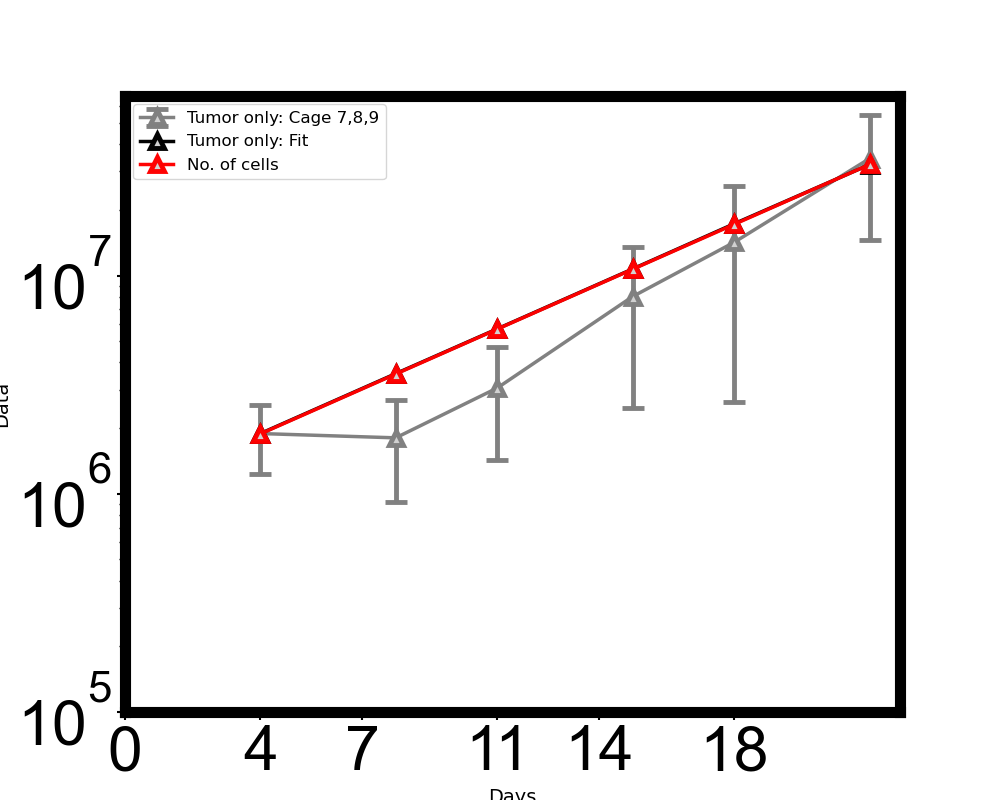 Tumor only: Cage 7,8,9
Tumor only: Fit
No. of cells
10^7
10^6
10^5
Data
0 4 7 11 14 18
Days